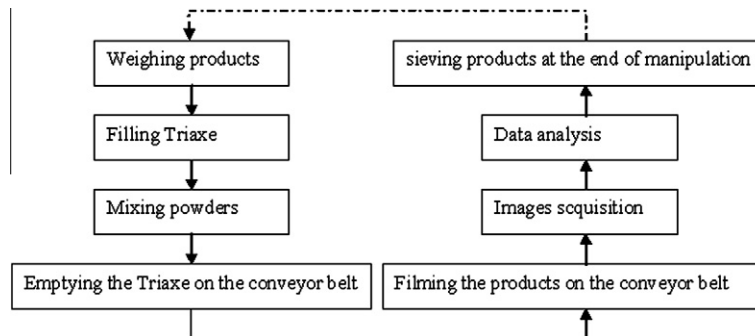 Weighing products
Filling Triaxe
Mixing powders
Emptying the Triaxe on the conveyor belt
Filming the products on the conveyor belt
Images scquisition
Data analysis
sieving products at the end of manipulation